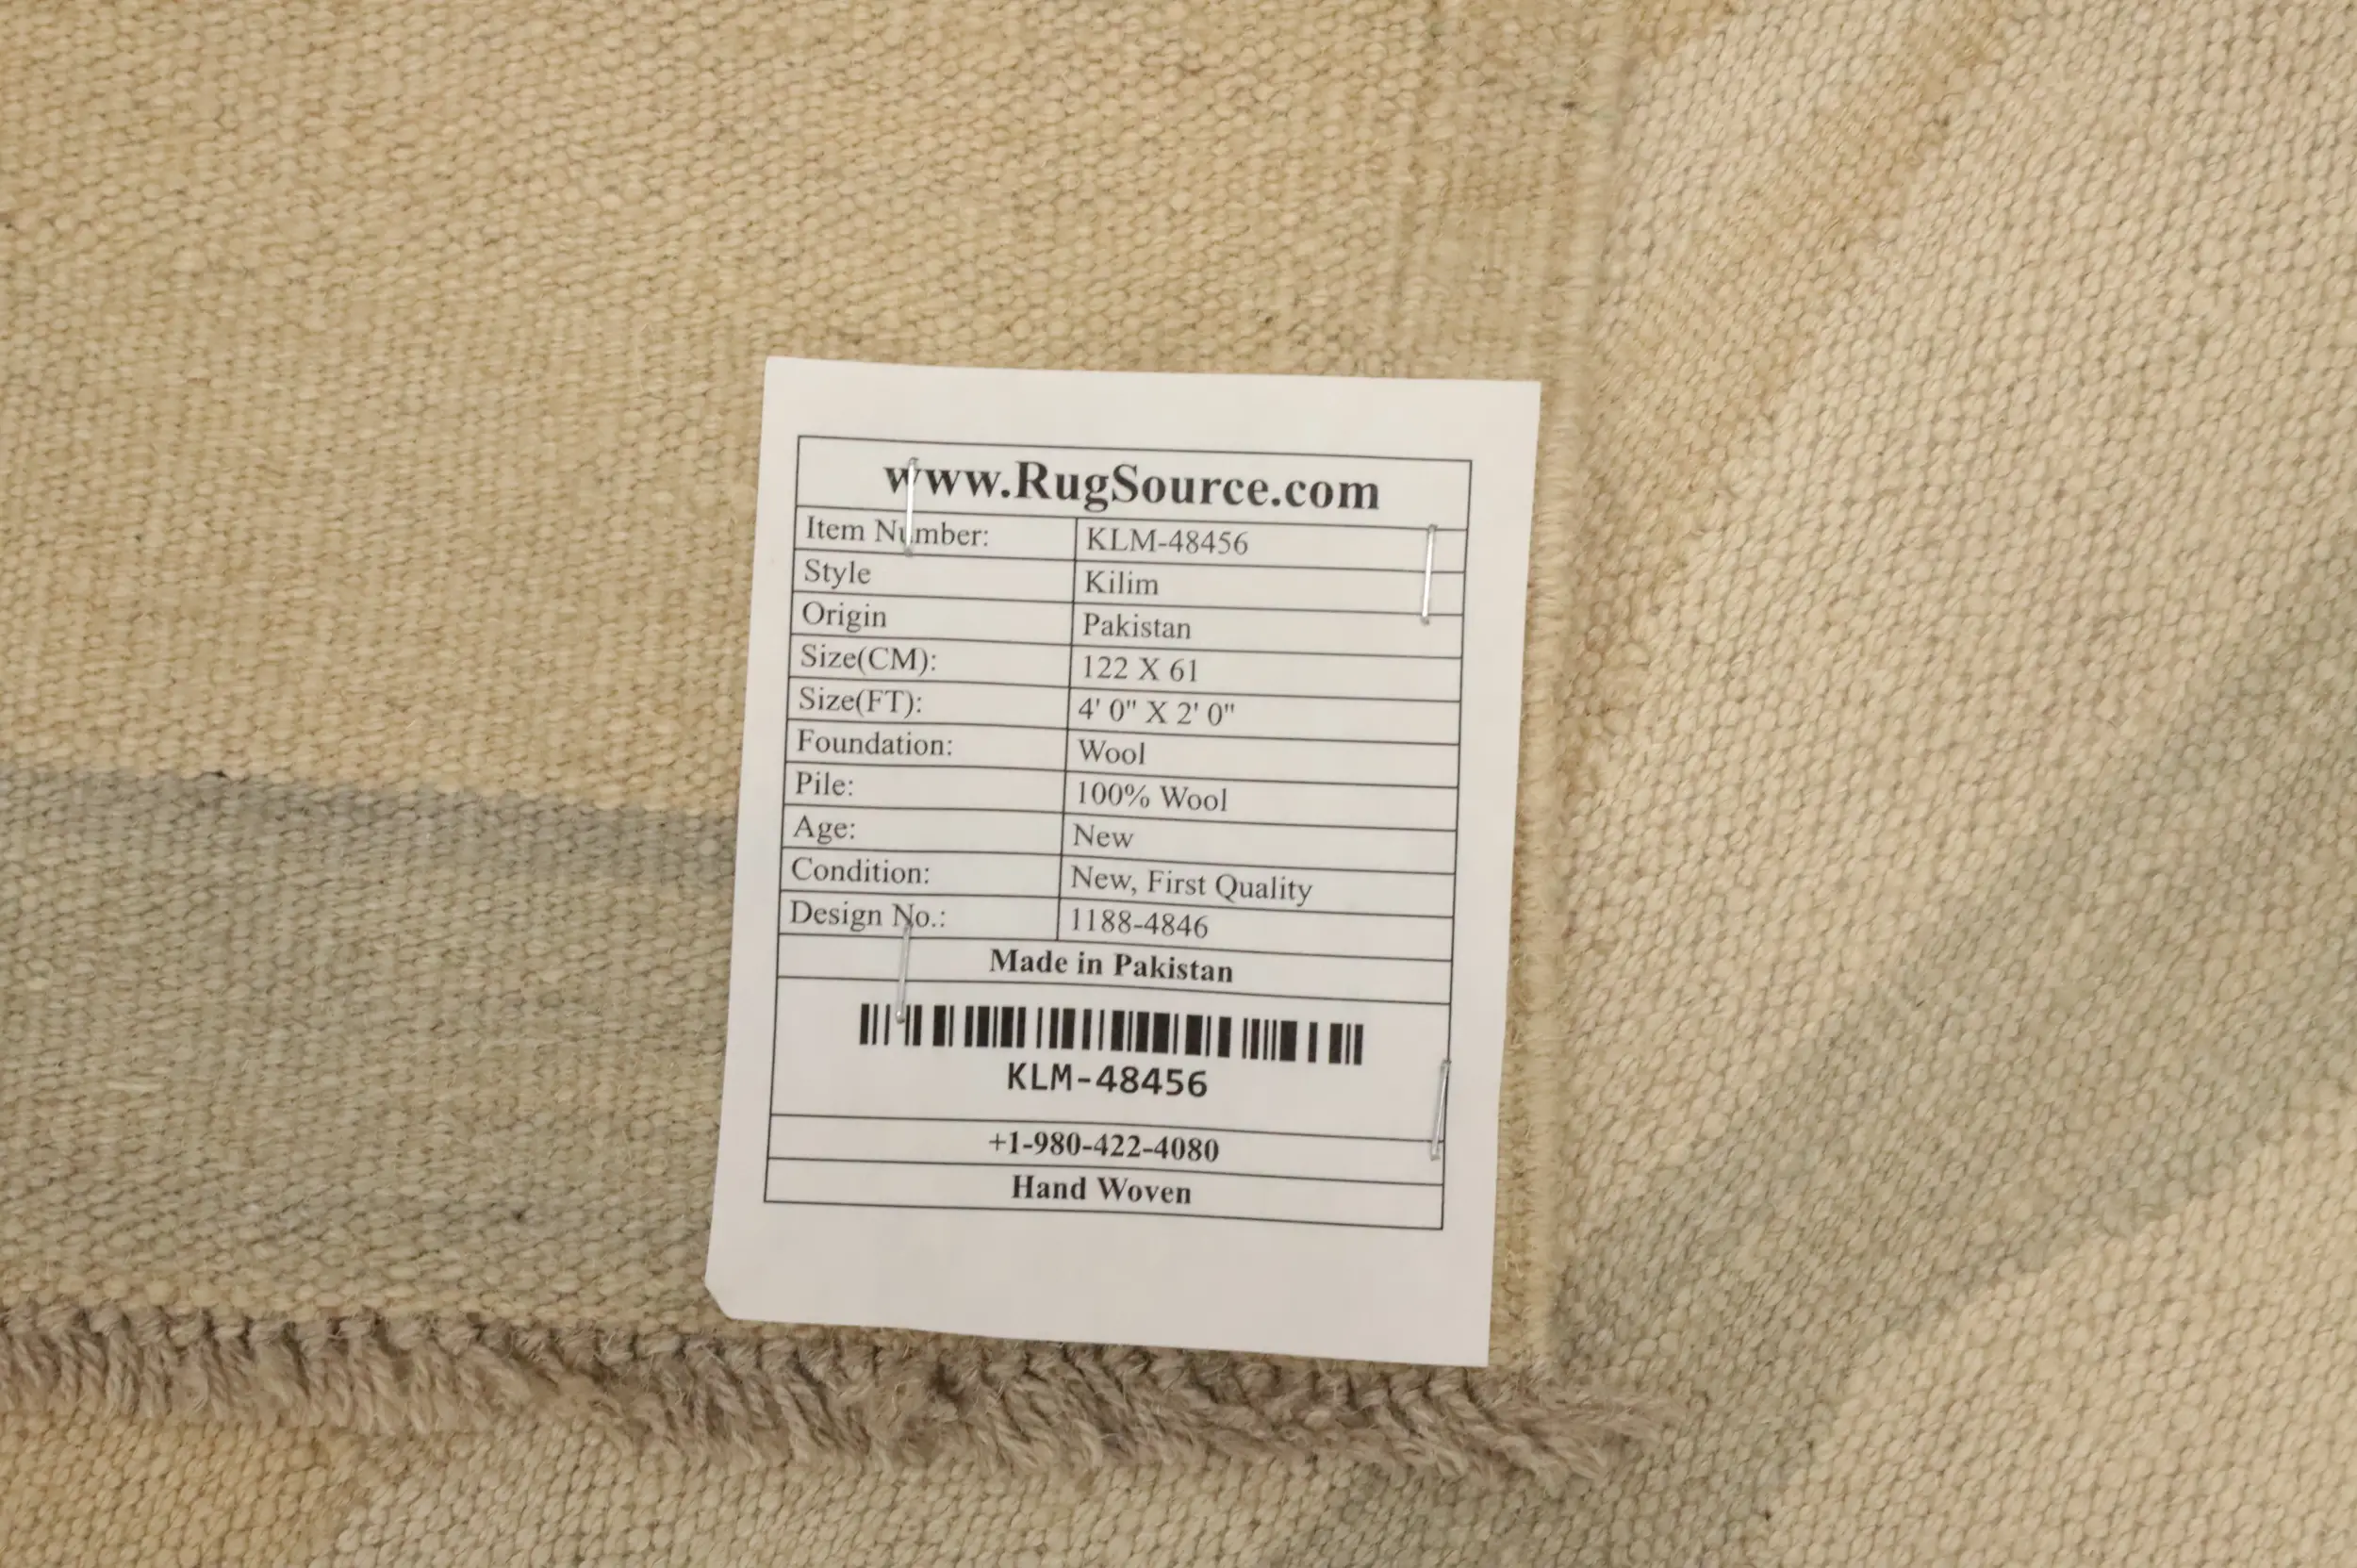 www.RugSource.com
Item Number: KLM-48456
Style Kilim
Origin Pakistan
Size(CM): 122 X 61
Size(FT): 4' 0" X 2' 0"
Foundation: Wool
Pile: 100% Wool
Age: New
Condition: New, First Quality
Design No.: 1188-4846
Made in Pakistan
KLM-48456
+1-980-422-4080
Hand Woven